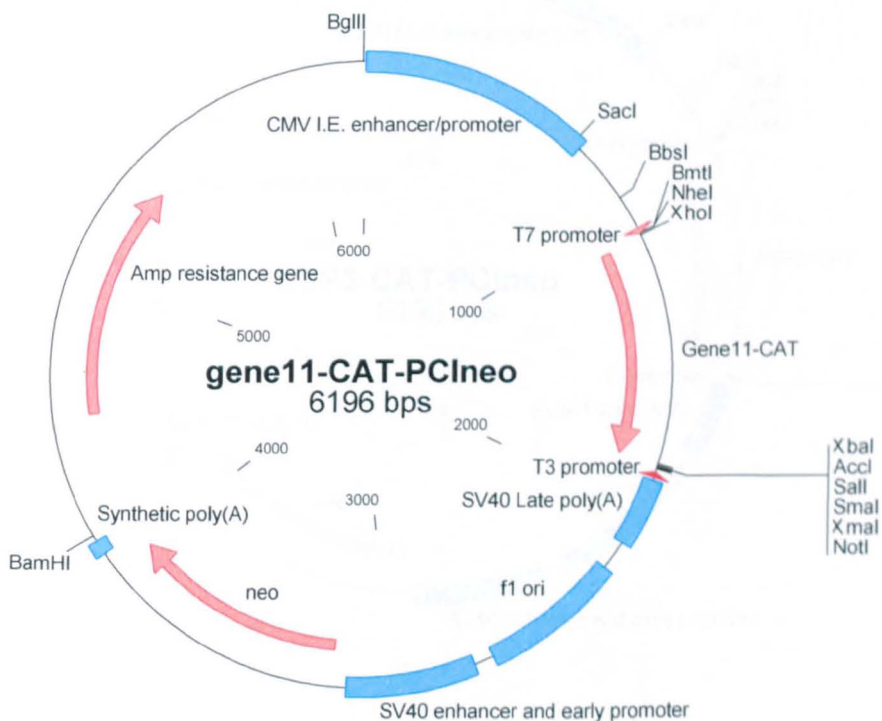 BglII
CMV I.E. enhancer/promoter
SacI
BbsI
BmtI
NheI
XhoI
T7 promoter
6000
Amp resistance gene
1000
5000
Gene11-CAT
gene11-CAT-PCIneo
6196 bps
2000
4000
T3 promoter
XbaI
AccI
SalI
SmaI
XmaI
NotI
SV40 Late poly(A)
3000
Synthetic poly(A)
BamHI
neo
f1 ori
SV40 enhancer and early promoter